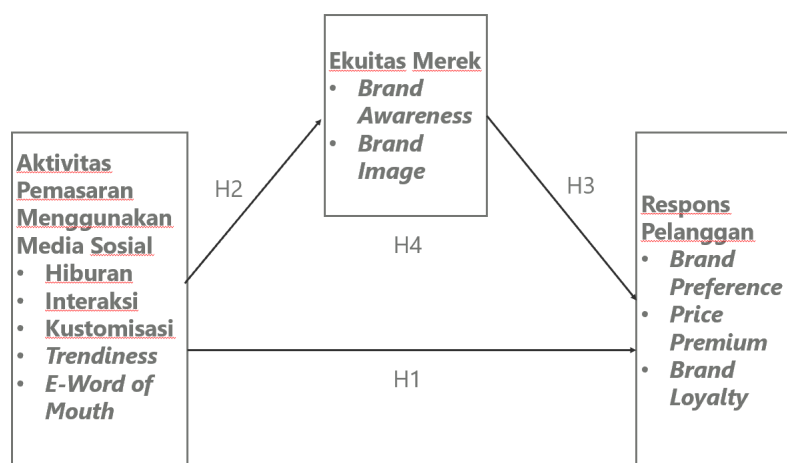 Ekuitas Merek
• Brand
Awareness
• Brand
Image
Aktivitas
Pemasaran
Menggunakan
Media Sosial
• Hiburan
• Interaksi
• Kustomisasi
• Trendiness
• E-Word of
Mouth
H2
H3
H4
H1
Respons
Pelanggan
• Brand
Preference
• Price
Premium
• Brand
Loyalty